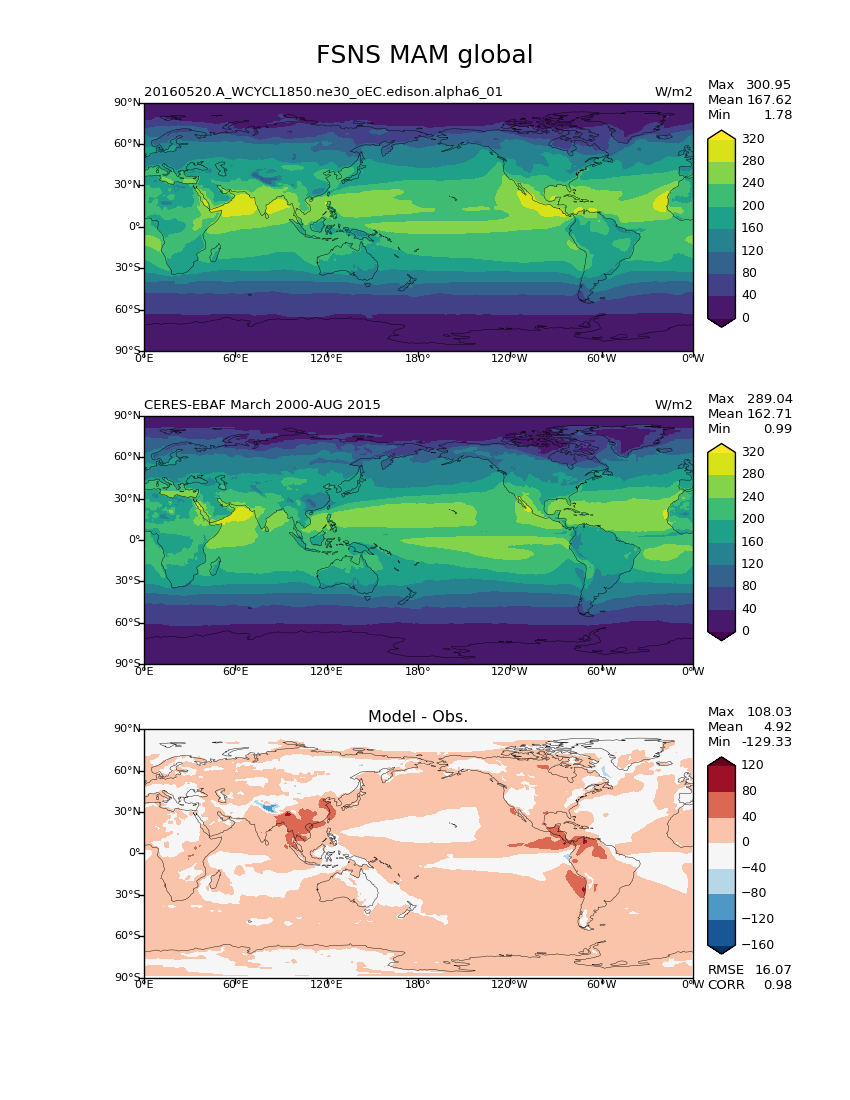 FSNS MAM global
20160520.A_WCYCL1850.ne30_oEC.edison.alpha6_01 W/m2
Max 300.95
Mean 167.62
Min 1.78
90°N
60°N
30°N
0°
30°S
60°S
90°S
0°E 60°E 120°E 180° 120°W 60°W 0°W
320
280
240
200
160
120
80
40
0
CERES-EBAF March 2000-AUG 2015 W/m2
Max 289.04
Mean 162.71
Min 0.99
90°N
60°N
30°N
0°
30°S
60°S
90°S
0°E 60°E 120°E 180° 120°W 60°W 0°W
320
280
240
200
160
120
80
40
0
Model - Obs.
Max 108.03
Mean 4.92
Min -129.33
90°N
60°N
30°N
0°
30°S
60°S
90°S
0°E 60°E 120°E 180° 120°W 60°W 0°W
120
80
40
0
−40
−80
−120
−160
RMSE 16.07
CORR 0.98